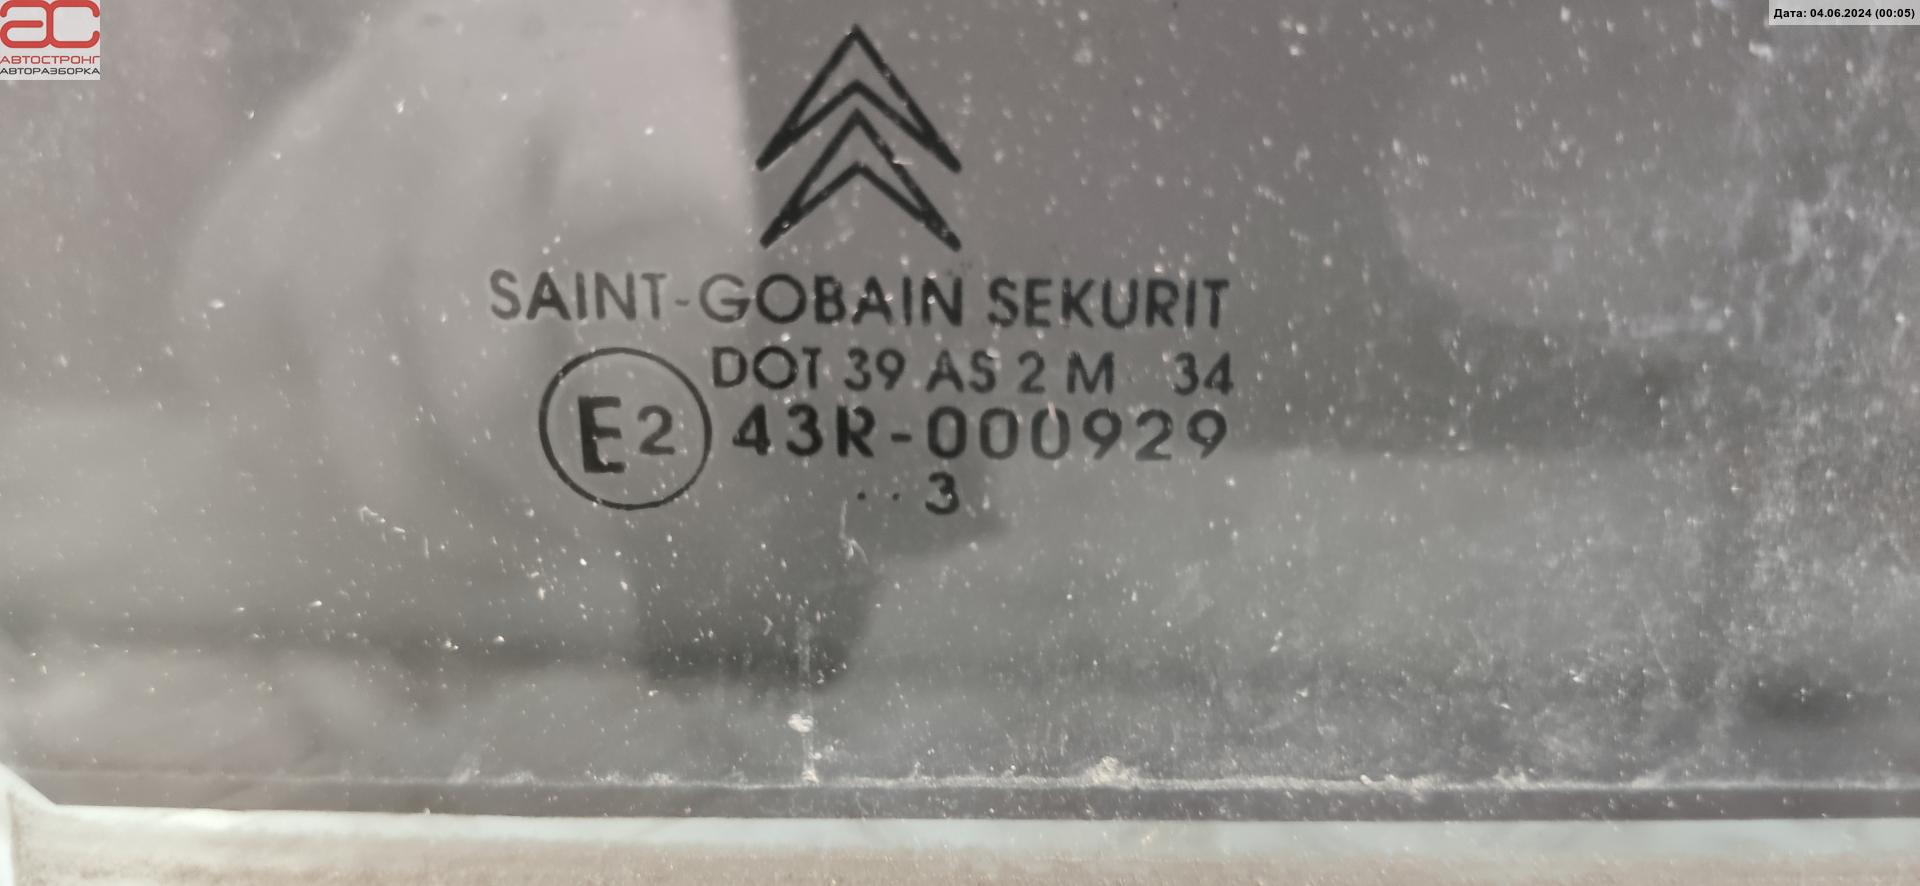 ас
АВТОСТРОНГ
АВТОРАЗБОРКА
Дата: 04.06.2024 (00:05)
SAINT-GOBAIN SEKURIT
DOT 39 AS 2 M 34
E2 43R-000929
.. 3